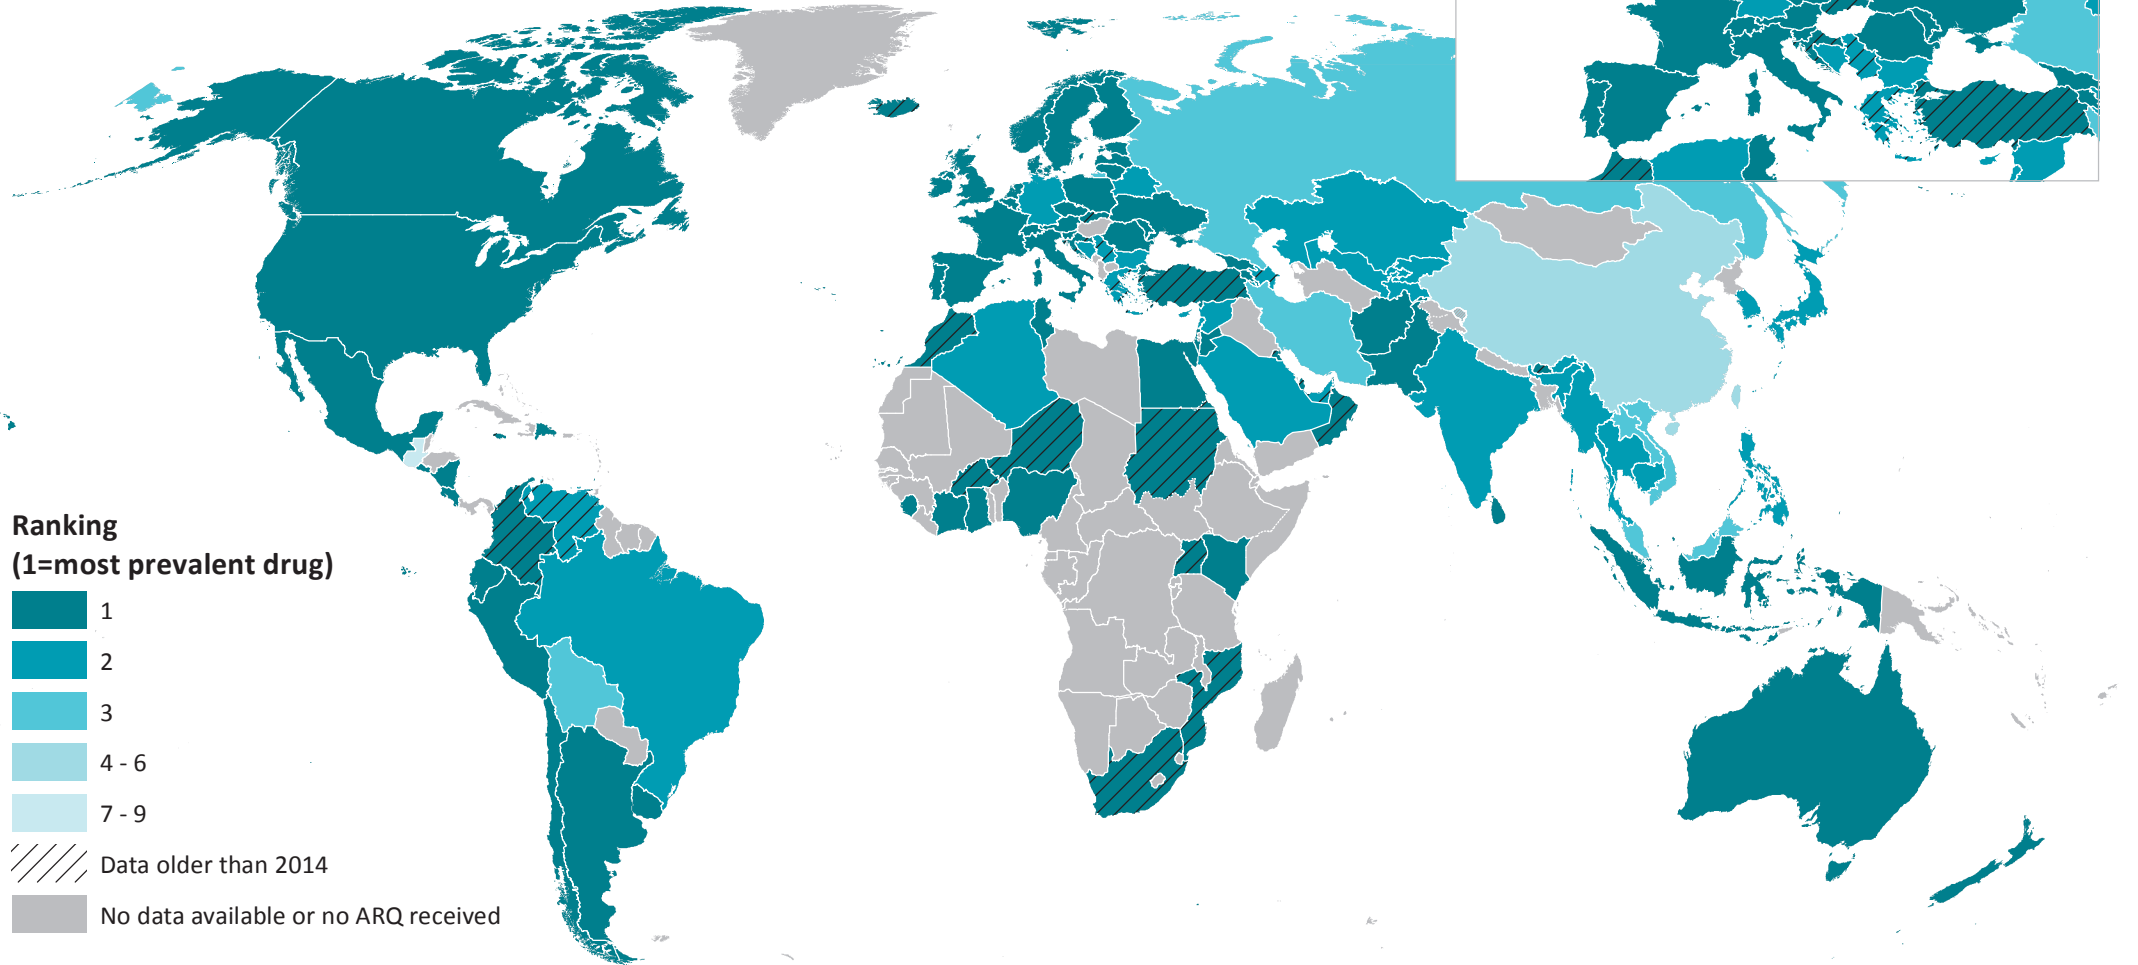 Ranking
(1=most prevalent drug)
1
2
3
4 - 6
7 - 9
Data older than 2014
No data available or no ARQ received